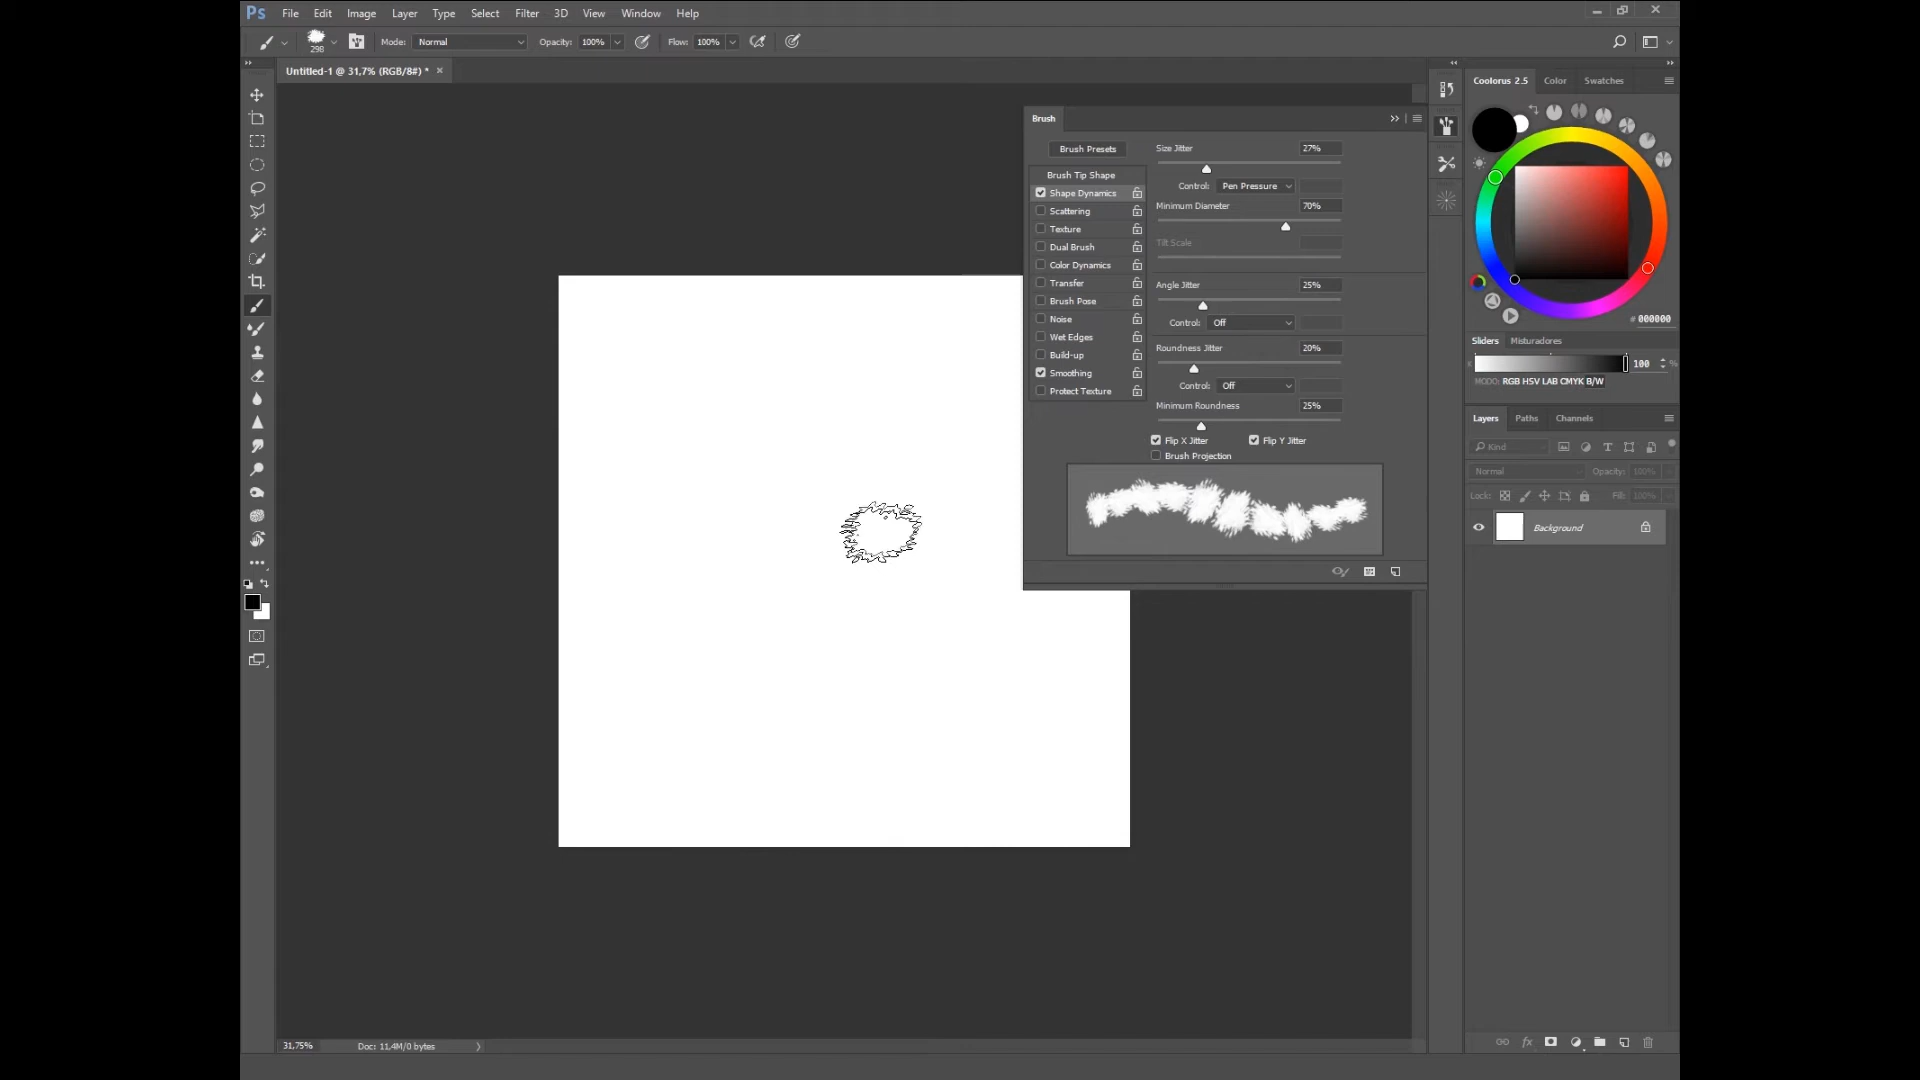 Ps File Edit Image Layer Type Select Filter 3D View Window Help
298 Mode: Normal Opacity: 100% Flow: 100%
Untitled-1 @ 31,7% (RGB/8#) * ×
Brush
Brush Presets
Brush Tip Shape
Shape Dynamics
Scattering
Texture
Dual Brush
Color Dynamics
Transfer
Brush Pose
Noise
Wet Edges
Build-up
Smoothing
Protect Texture
Size Jitter 27%
Control: Pen Pressure
Minimum Diameter 70%
Tilt Scale
Angle Jitter 25%
Control: Off
Roundness Jitter 20%
Control: Off
Minimum Roundness 25%
Flip X Jitter Flip Y Jitter
Brush Projection
Coolorus 2.5 Color Swatches
# 000000
Sliders Misturadores
K 100 %
MODO: RGB HSV LAB CMYK B/W
Layers Paths Channels
Kind
Normal Opacity: 100%
Lock: Fill: 100%
Background
31,75% Doc: 11,4M/0 bytes